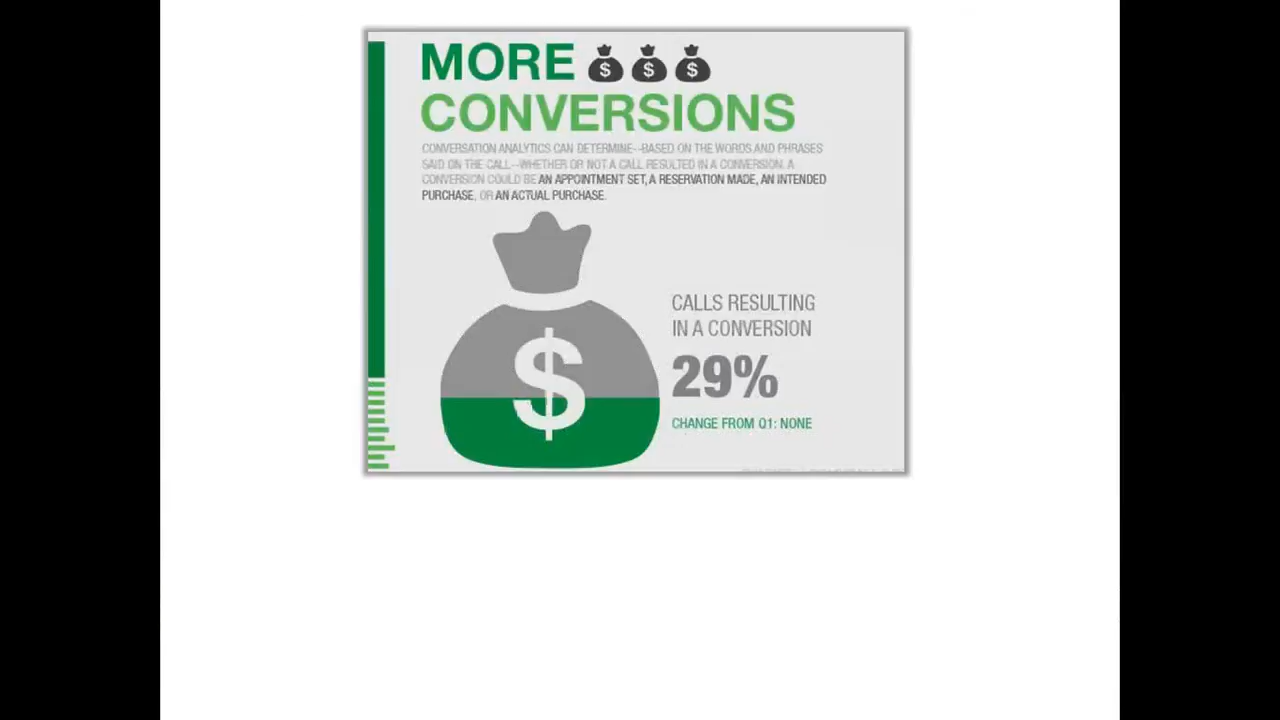 MORE $ $ $
CONVERSIONS
CONVERSATION ANALYTICS CAN DETERMINE--BASED ON THE WORDS AND PHRASES
SAID ON THE CALL--WHETHER OR NOT A CALL RESULTED IN A CONVERSION. A
CONVERSION COULD BE AN APPOINTMENT SET, A RESERVATION MADE, AN INTENDED
PURCHASE, OR AN ACTUAL PURCHASE.
$
CALLS RESULTING
IN A CONVERSION
29%
CHANGE FROM Q1: NONE